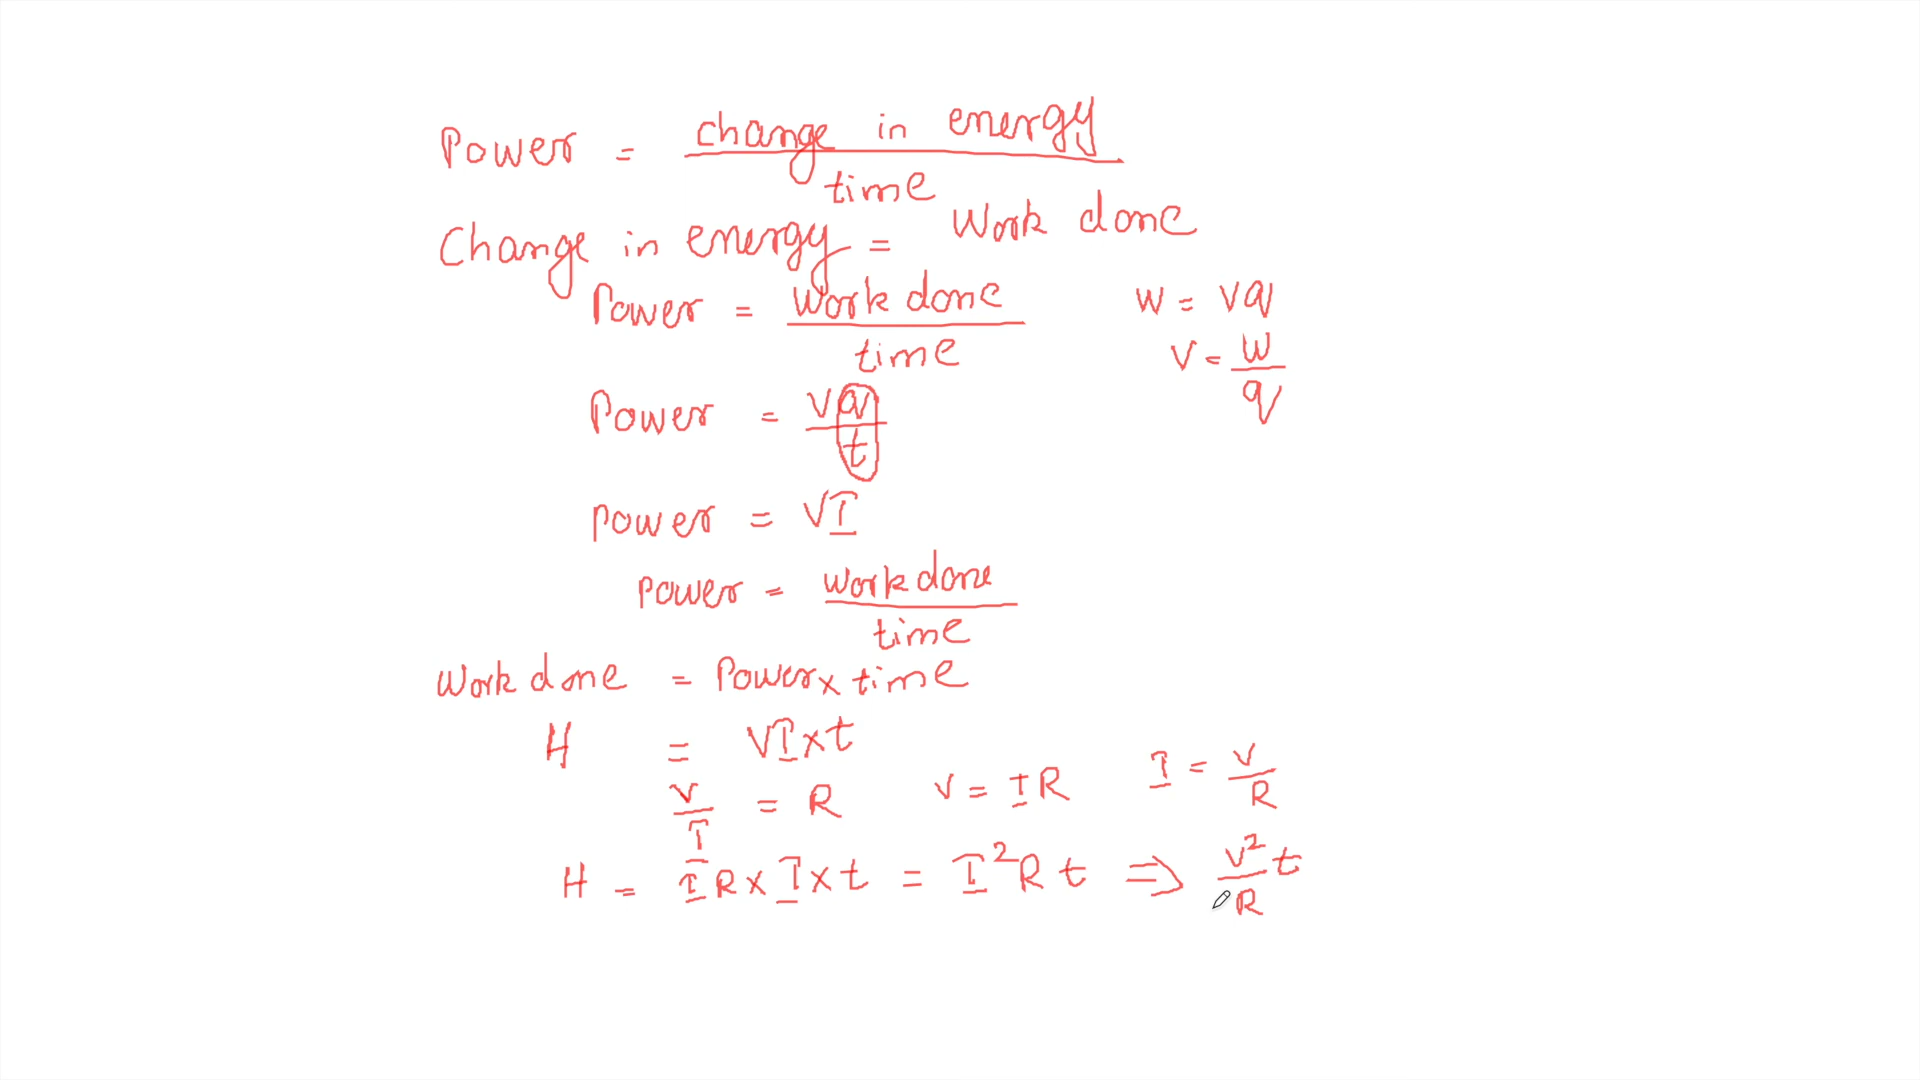 Power = change in energy / time
Change in energy = Work done
Power = Work done / time
W = Vq
V = W / q
Power = Vq / t
Power = VI
Power = Work done / time
Work done = Power x time
H = VI x t
V / I = R
V = IR
I = V / R
H = IR x I x t = I²Rt ⇒ V² / R t